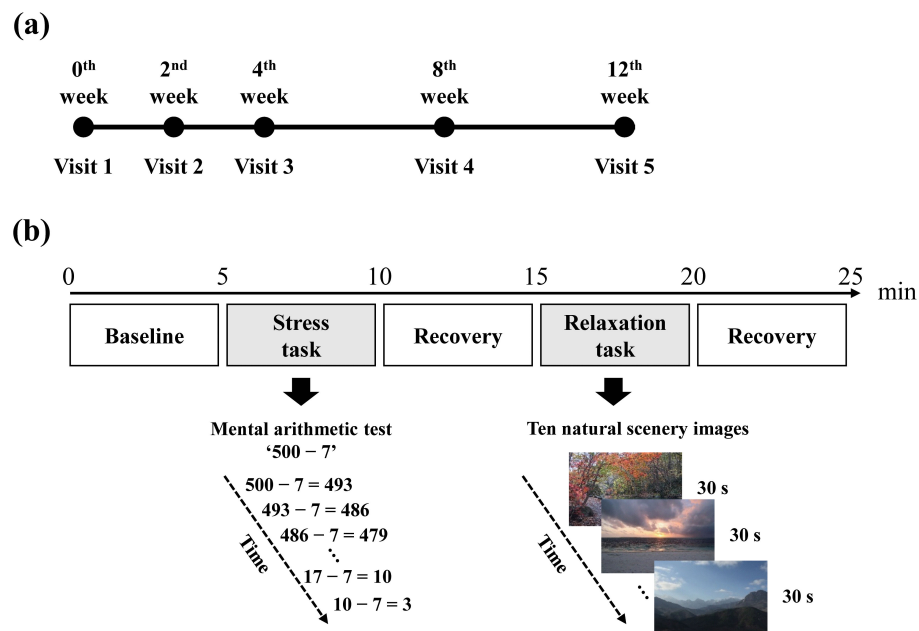 (a)
0th 2nd 4th 8th 12th
week week week week week
Visit 1 Visit 2 Visit 3 Visit 4 Visit 5
(b)
0 5 10 15 20 25
min
Baseline Stress task Recovery Relaxation task Recovery
Mental arithmetic test
‘500 − 7’
500 − 7 = 493
493 − 7 = 486
486 − 7 = 479
⋱
17 − 7 = 10
10 − 7 = 3
Time
Ten natural scenery images
30 s
30 s
⋱
30 s
Time